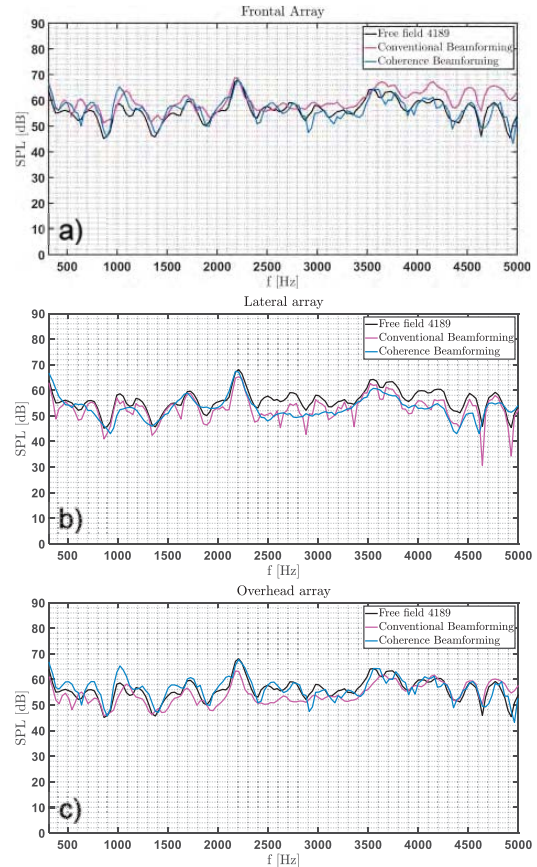 Frontal Array
90
80
70
60
50
40
30
20
10
0
SPL [dB]
Free field 4189
Conventional Beamforming
Coherence Beamforming
a)
500 1000 1500 2000 2500 3000 3500 4000 4500 5000
f [Hz]
Lateral array
90
80
70
60
50
40
30
20
10
0
SPL [dB]
Free field 4189
Conventional Beamforming
Coherence Beamforming
b)
500 1000 1500 2000 2500 3000 3500 4000 4500 5000
f [Hz]
Overhead array
90
80
70
60
50
40
30
20
10
0
SPL [dB]
Free field 4189
Conventional Beamforming
Coherence Beamforming
c)
500 1000 1500 2000 2500 3000 3500 4000 4500 5000
f [Hz]